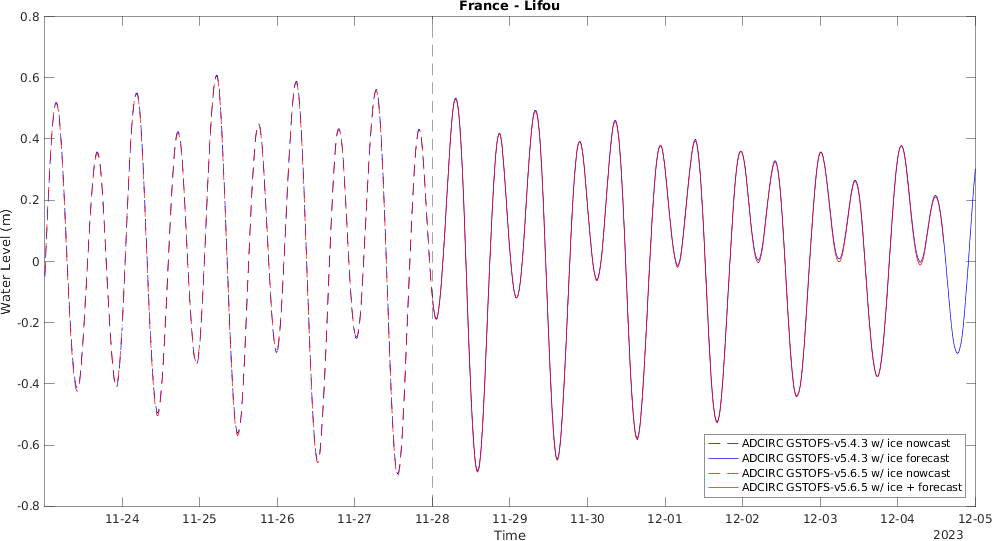 France - Lifou
0.8
0.6
0.4
0.2
0
-0.2
-0.4
-0.6
-0.8
Water Level (m)
11-24 11-25 11-26 11-27 11-28 11-29 11-30 12-01 12-02 12-03 12-04 12-05
Time
2023
ADCIRC GSTOFS-v5.4.3 w/ ice nowcast
ADCIRC GSTOFS-v5.4.3 w/ ice forecast
ADCIRC GSTOFS-v5.6.5 w/ ice nowcast
ADCIRC GSTOFS-v5.6.5 w/ ice + forecast